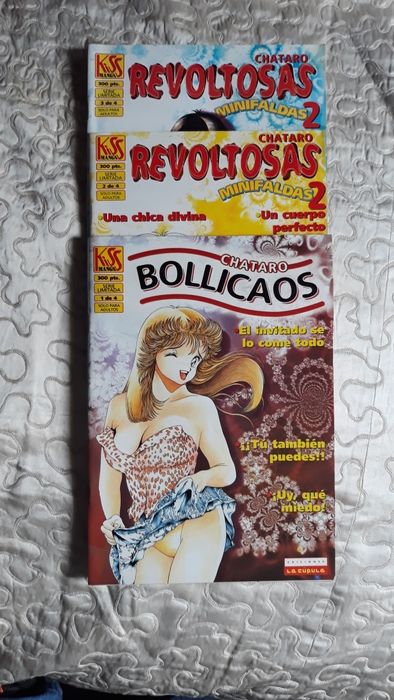 KISS
MANGA
300 pts.
SERIE
LIMITADA
3 de 4
SOLO PARA
ADULTOS
CHATARO
REVOLTOSAS
MINIFALDAS 2
KISS
MANGA
300 pts.
SERIE
LIMITADA
2 de 4
SOLO PARA
ADULTOS
CHATARO
REVOLTOSAS
MINIFALDAS 2
·Una chica divina
·Un cuerpo
perfecto
KISS
MANGA
300 pts.
SERIE
LIMITADA
1 de 4
SOLO PARA
ADULTOS
CHATARO
BOLLICAOS
·El invitado se
lo come todo
·¡¡Tú también
puedes!!
·¡Uy, qué
miedo!
EDICIONES
LA CUPULA